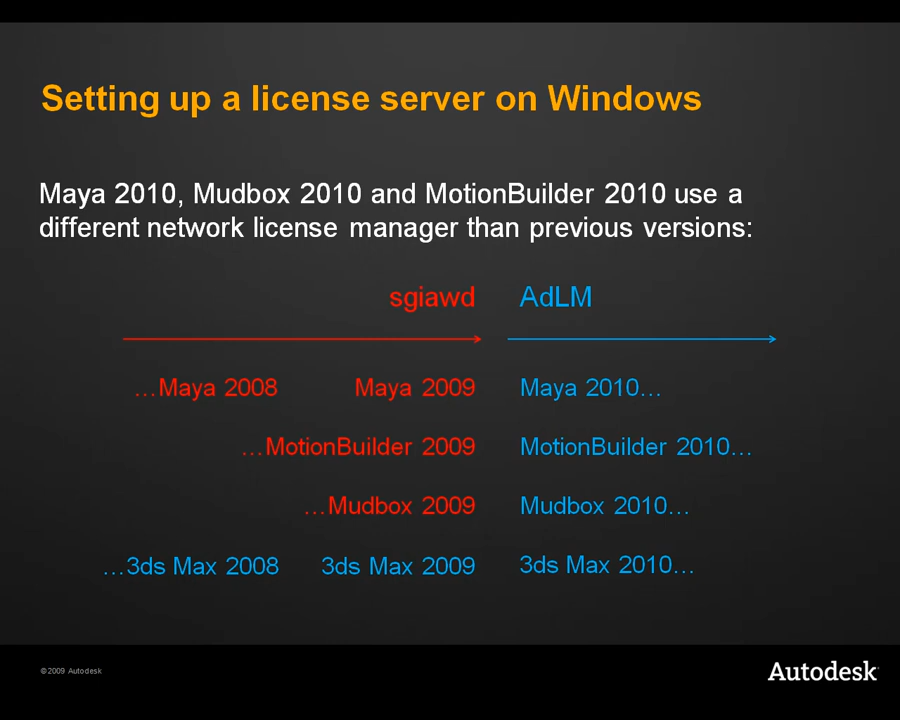 Setting up a license server on Windows
Maya 2010, Mudbox 2010 and MotionBuilder 2010 use a
different network license manager than previous versions:
sgiawd AdLM
…Maya 2008 Maya 2009 Maya 2010…
…MotionBuilder 2009 MotionBuilder 2010…
…Mudbox 2009 Mudbox 2010…
…3ds Max 2008 3ds Max 2009 3ds Max 2010…
©2009 Autodesk Autodesk